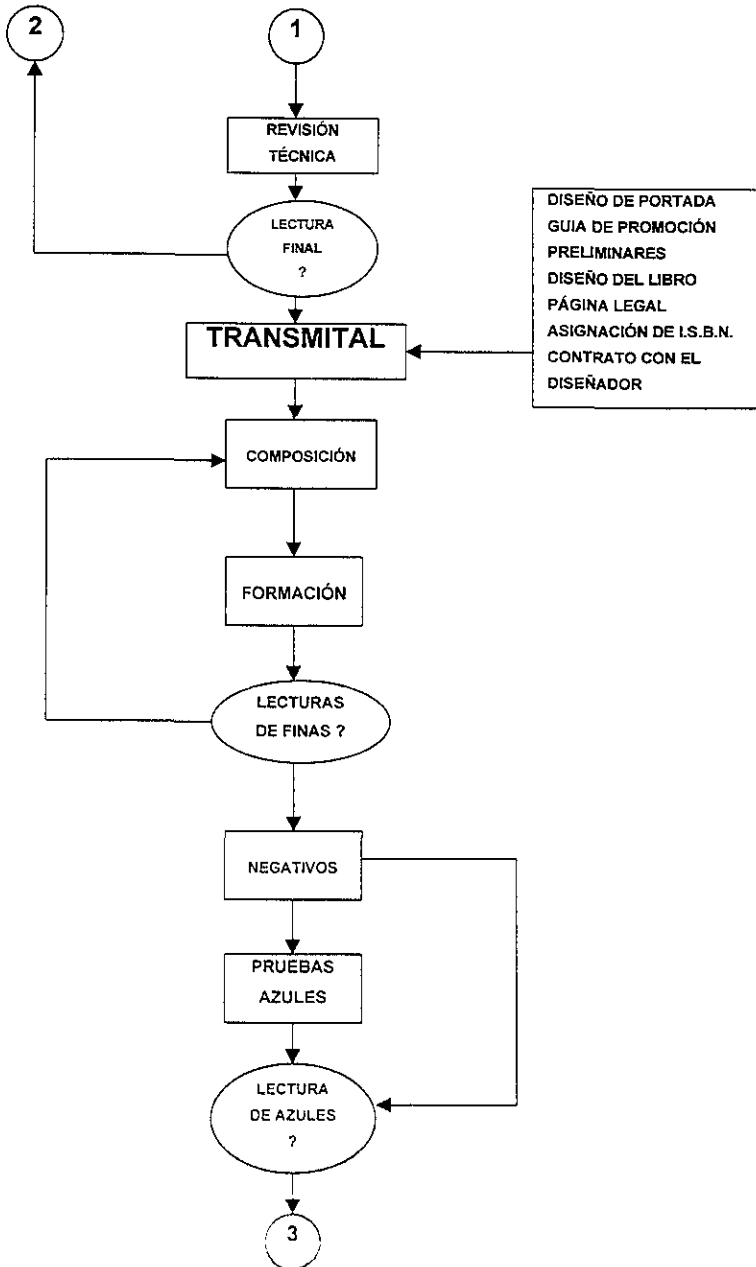 2
1
REVISIÓN
TÉCNICA
LECTURA
FINAL
?
DISEÑO DE PORTADA
GUIA DE PROMOCIÓN
PRELIMINARES
DISEÑO DEL LIBRO
PÁGINA LEGAL
ASIGNACIÓN DE I.S.B.N.
CONTRATO CON EL
DISEÑADOR
TRANSMITAL
COMPOSICIÓN
FORMACIÓN
LECTURAS
DE FINAS ?
NEGATIVOS
PRUEBAS
AZULES
LECTURA
DE AZULES
?
3